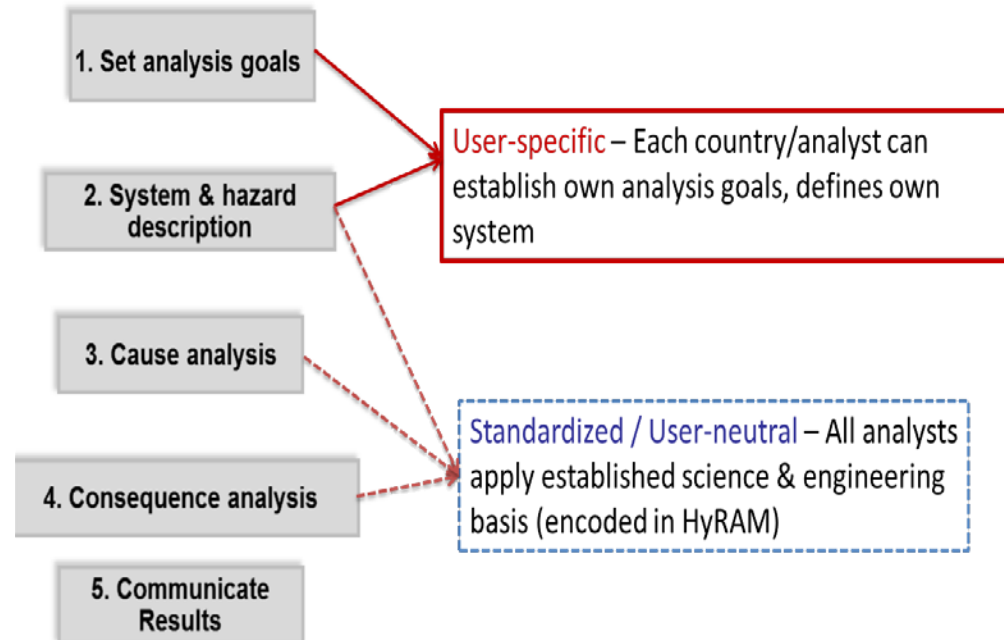 1. Set analysis goals
User-specific – Each country/analyst can
establish own analysis goals, defines own
system
2. System & hazard
description
3. Cause analysis
Standardized / User-neutral – All analysts
apply established science & engineering
basis (encoded in HyRAM)
4. Consequence analysis
5. Communicate
Results